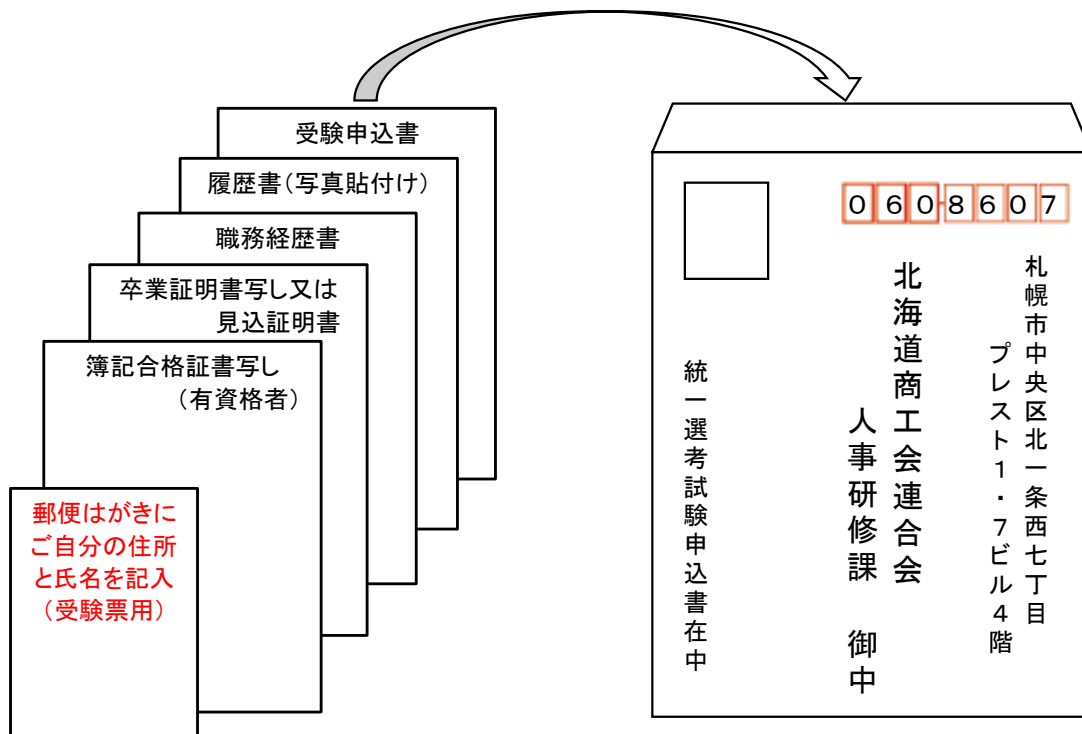 受験申込書
履歴書（写真貼付け）
職務経歴書
卒業証明書写し又は
見込証明書
簿記合格証書写し
（有資格者）
郵便はがきに
ご自分の住所
と氏名を記入
（受験票用）
０６０-８６０７
札幌市中央区北一条西七丁目
プレスト１・７ビル４階
北海道商工会連合会
人事研修課　御中
統一選考試験申込書在中